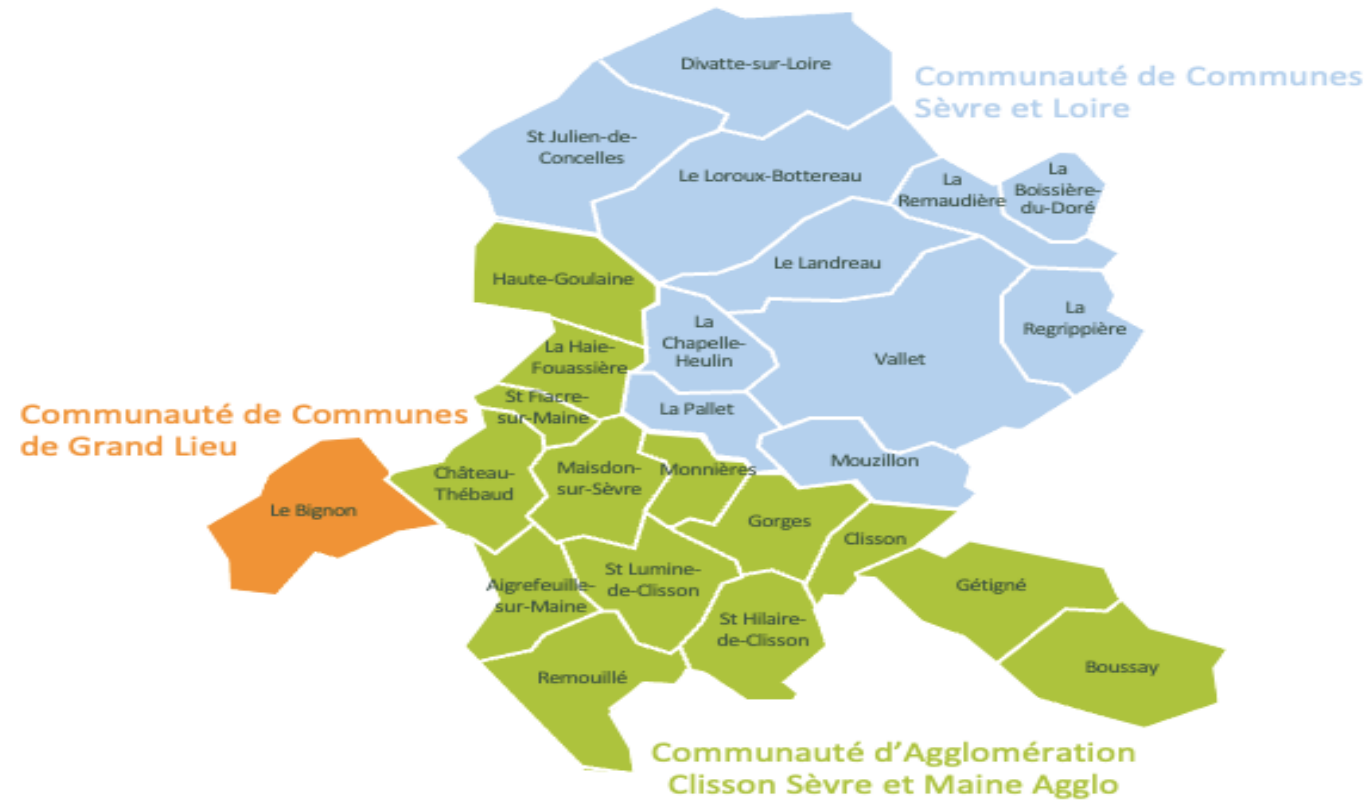 Divatte-sur-Loire
Communauté de Communes
Sèvre et Loire
St Julien-de-
Concelles
Le Loroux-Bottereau
La
Remaudière
La
Boissière-
du-Doré
Haute-Goulaine
Le Landreau
La
Regrippière
La
Chapelle-
Heulin
Vallet
La Haie-
Fouassière
St Fiacre-
sur-Maine
La Pallet
Communauté de Communes
de Grand Lieu
Le Bignon
Château-
Thébaud
Maisdon-
sur-Sèvre
Monnières
Mouzillon
Gorges
Clisson
Aigrefeuille-
sur-Maine
St Lumine-
de-Clisson
Gétigné
St Hilaire-
de-Clisson
Remouillé
Boussay
Communauté d'Agglomération
Clisson Sèvre et Maine Agglo